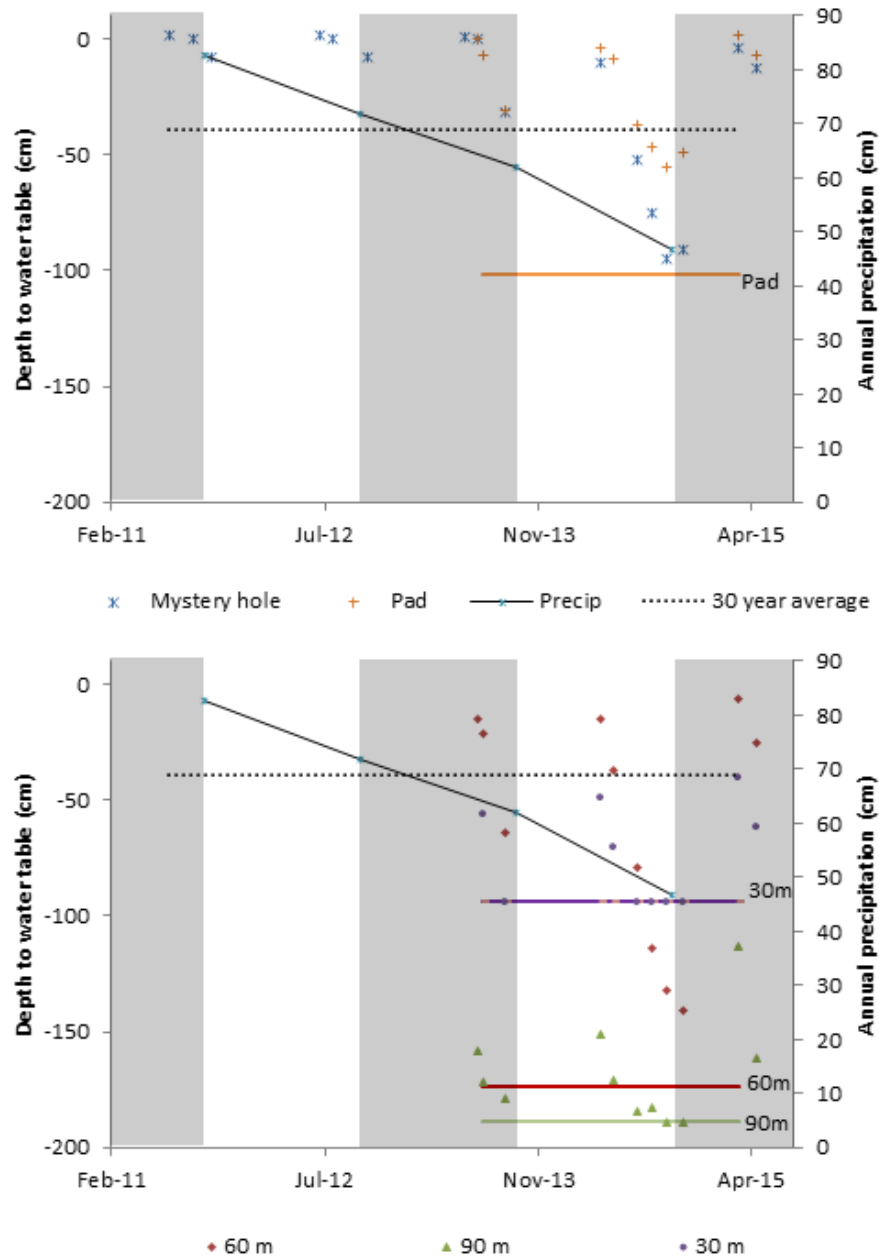 Depth to water table (cm)
Annual precipitation (cm)
0
-50
-100
-150
-200
90
80
70
60
50
40
30
20
10
0
Pad
Feb-11 Jul-12 Nov-13 Apr-15
Mystery hole Pad Precip 30 year average
Depth to water table (cm)
Annual precipitation (cm)
0
-50
-100
-150
-200
90
80
70
60
50
40
30
20
10
0
30m
60m
90m
Feb-11 Jul-12 Nov-13 Apr-15
60 m 90 m 30 m